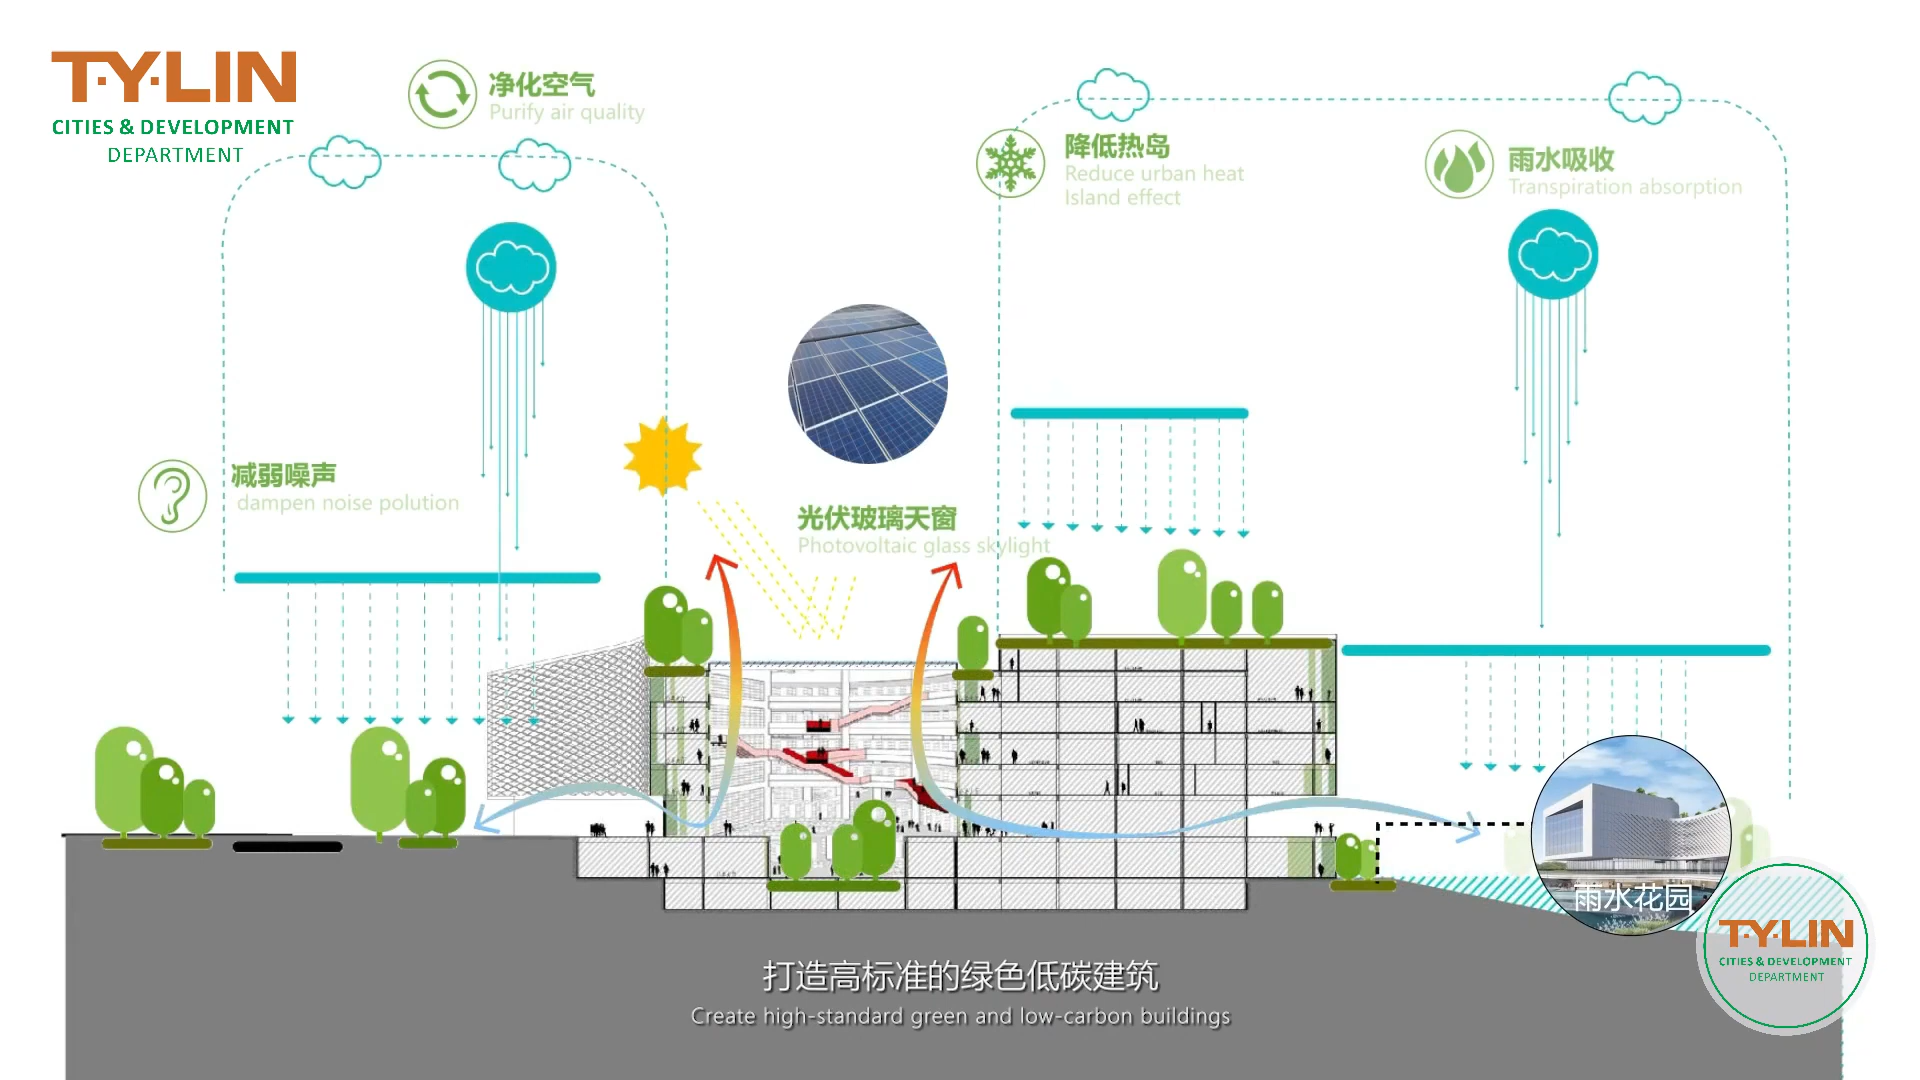 T·Y·LIN
CITIES & DEVELOPMENT
DEPARTMENT
净化空气
Purify air quality
降低热岛
Reduce urban heat
Island effect
雨水吸收
Transpiration absorption
减弱噪声
dampen noise polution
光伏玻璃天窗
Photovoltaic glass skylight
雨水花园
T·Y·LIN
CITIES & DEVELOPMENT
DEPARTMENT
打造高标准的绿色低碳建筑
Create high-standard green and low-carbon buildings